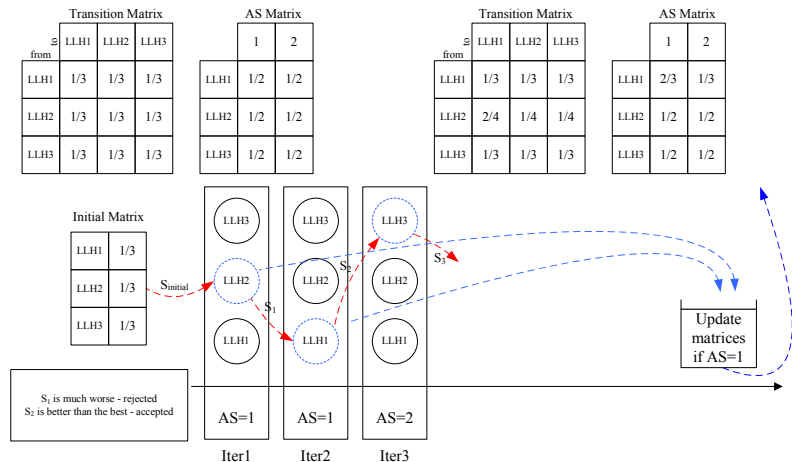 Transition Matrix
AS Matrix
Transition Matrix
AS Matrix
to
from
LLH1 LLH2 LLH3
LLH1 1/3 1/3 1/3
LLH2 1/3 1/3 1/3
LLH3 1/3 1/3 1/3
1 2
LLH1 1/2 1/2
LLH2 1/2 1/2
LLH3 1/2 1/2
to
from
LLH1 LLH2 LLH3
LLH1 1/3 1/3 1/3
LLH2 2/4 1/4 1/4
LLH3 1/3 1/3 1/3
1 2
LLH1 2/3 1/3
LLH2 1/2 1/2
LLH3 1/2 1/2
Initial Matrix
LLH1 1/3
LLH2 1/3
LLH3 1/3
Sinitial
LLH3
LLH2
LLH1
S1
LLH3
LLH2
LLH1
S2
LLH3
LLH2
LLH1
S3
Update
matrices
if AS=1
S1 is much worse - rejected
S2 is better than the best - accepted
AS=1
AS=1
AS=2
Iter1
Iter2
Iter3